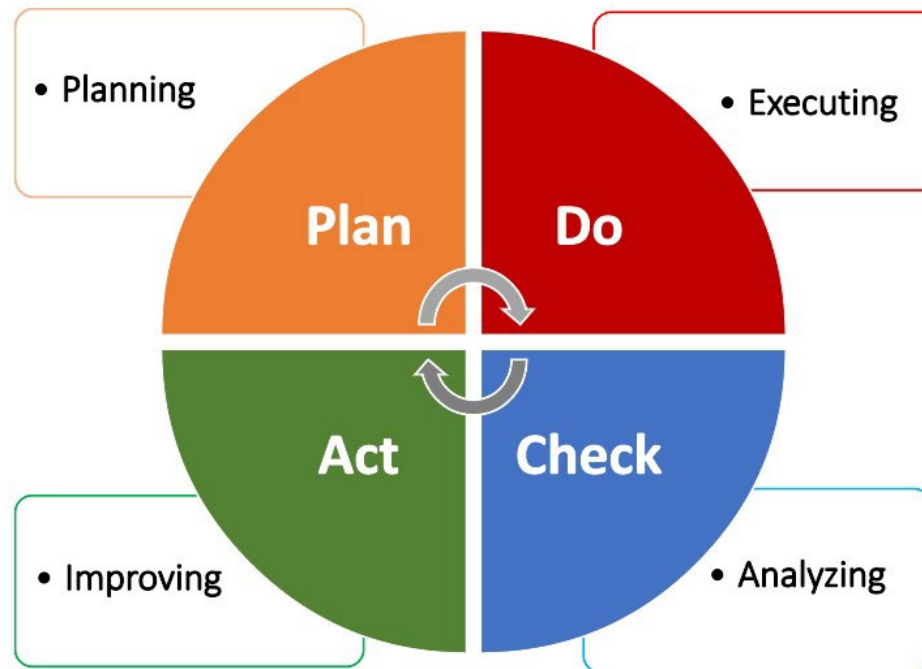 • Planning
• Executing
Plan
Do
Act
Check
• Improving
• Analyzing